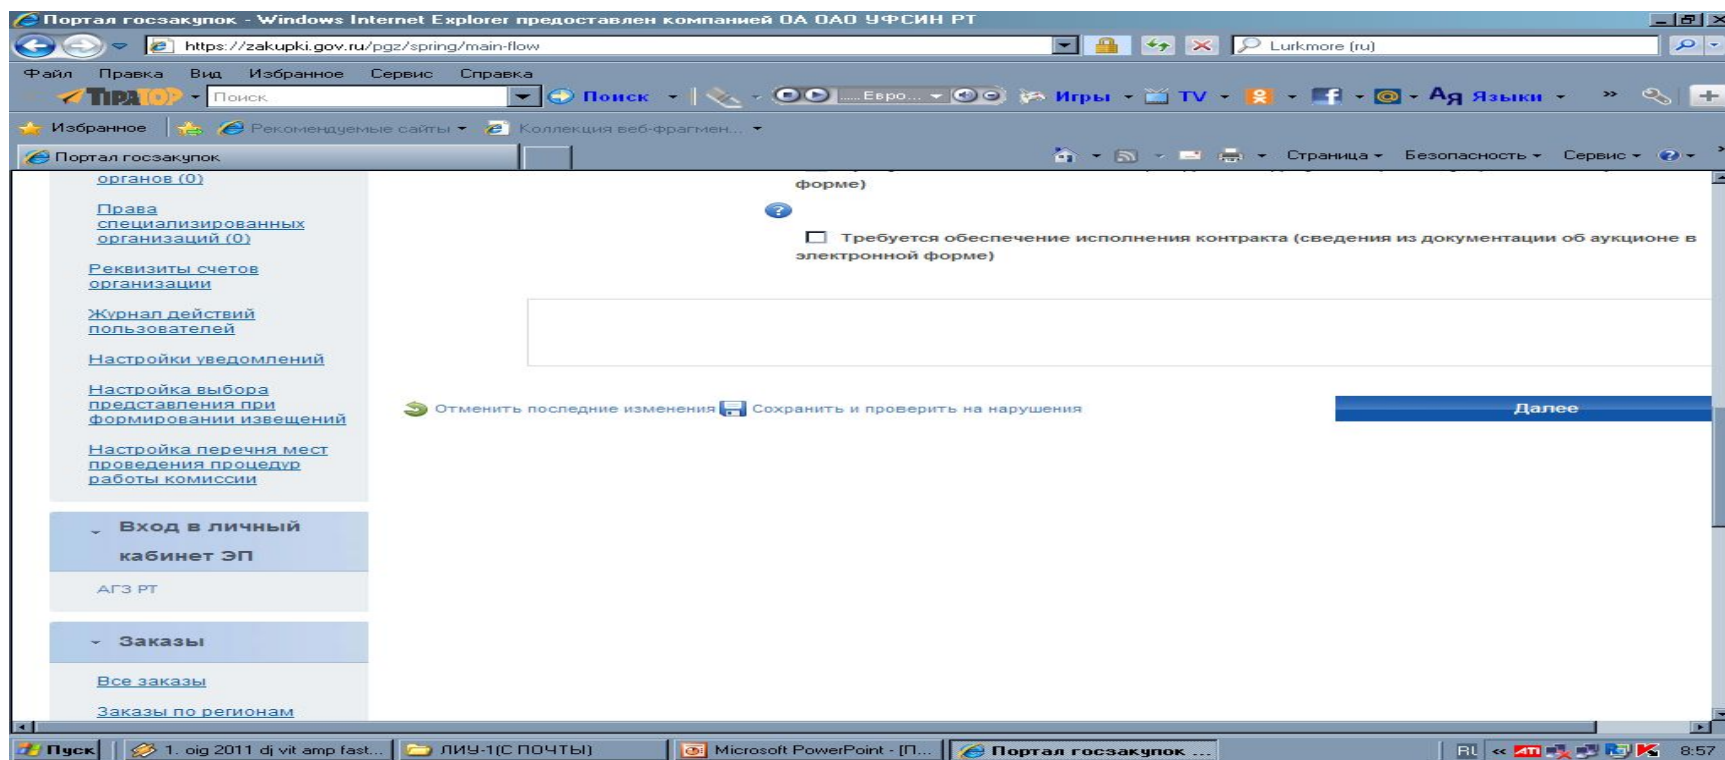 Портал госзакупок - Windows Internet Explorer предоставлен компанией ОА ОАО УФСИН РТ
https://zakupki.gov.ru/pgz/spring/main-flow
Lurkmore (ru)
Файл Правка Вид Избранное Сервис Справка
Поиск Поиск .....Евро... Игры TV Ая Языки »
Избранное Рекомендуемые сайты Коллекция веб-фрагмен...
Портал госзакупок Страница Безопасность Сервис
органов (0)
Права
специализированных
организаций (0)
Реквизиты счетов
организации
Журнал действий
пользователей
Настройки уведомлений
Настройка выбора
представления при
формировании извещений
Настройка перечня мест
проведения процедур
работы комиссии
Вход в личный
кабинет ЭП
АГЗ РТ
Заказы
Все заказы
Заказы по регионам
форме)
Требуется обеспечение исполнения контракта (сведения из документации об аукционе в
электронной форме)
Отменить последние изменения Сохранить и проверить на нарушения Далее
Пуск 1. oig 2011 dj vit amp fast... ЛИУ-1(С ПОЧТЫ) Microsoft PowerPoint - [П... Портал госзакупок ... « ATI 8:57